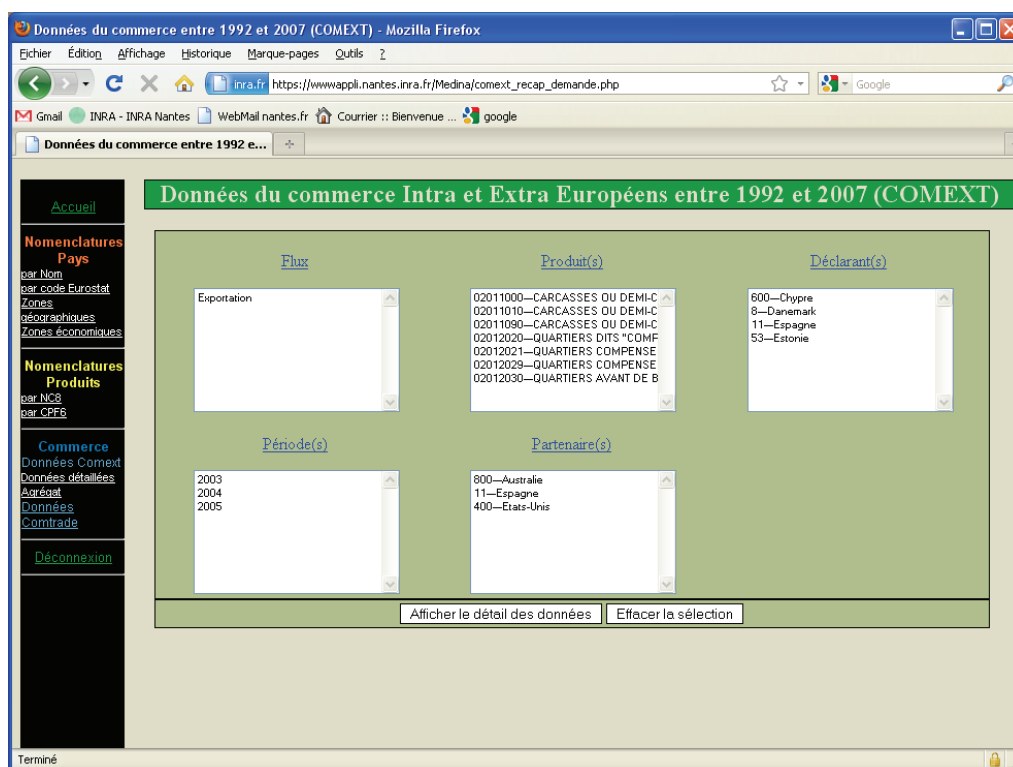 Données du commerce entre 1992 et 2007 (COMEXT) - Mozilla Firefox
Fichier Édition Affichage Historique Marque-pages Outils ?
inra.fr https://wwwappli.nantes.inra.fr/Medina/comext_recap_demande.php
Google
Gmail INRA - INRA Nantes WebMail nantes.fr Courrier :: Bienvenue ... google
Données du commerce entre 1992 e...
Données du commerce Intra et Extra Européens entre 1992 et 2007 (COMEXT)
Accueil
Nomenclatures
Pays
par Nom
par code Eurostat
Zones
géographiques
Zones économiques
Nomenclatures
Produits
par NC8
par CPF6
Commerce
Données Comext
Données détaillées
Agrégat
Données
Comtrade
Déconnexion
Flux
Exportation
Produit(s)
02011000—CARCASSES OU DEMI-C
02011010—CARCASSES OU DEMI-C
02011090—CARCASSES OU DEMI-C
02012020—QUARTIERS DITS "COMF
02012021—QUARTIERS COMPENSE
02012029—QUARTIERS COMPENSE
02012030—QUARTIERS AVANT DE B
Déclarant(s)
600—Chypre
8—Danemark
11—Espagne
53—Estonie
Période(s)
2003
2004
2005
Partenaire(s)
800—Australie
11—Espagne
400—Etats-Unis
Afficher le détail des données Effacer la sélection
Terminé